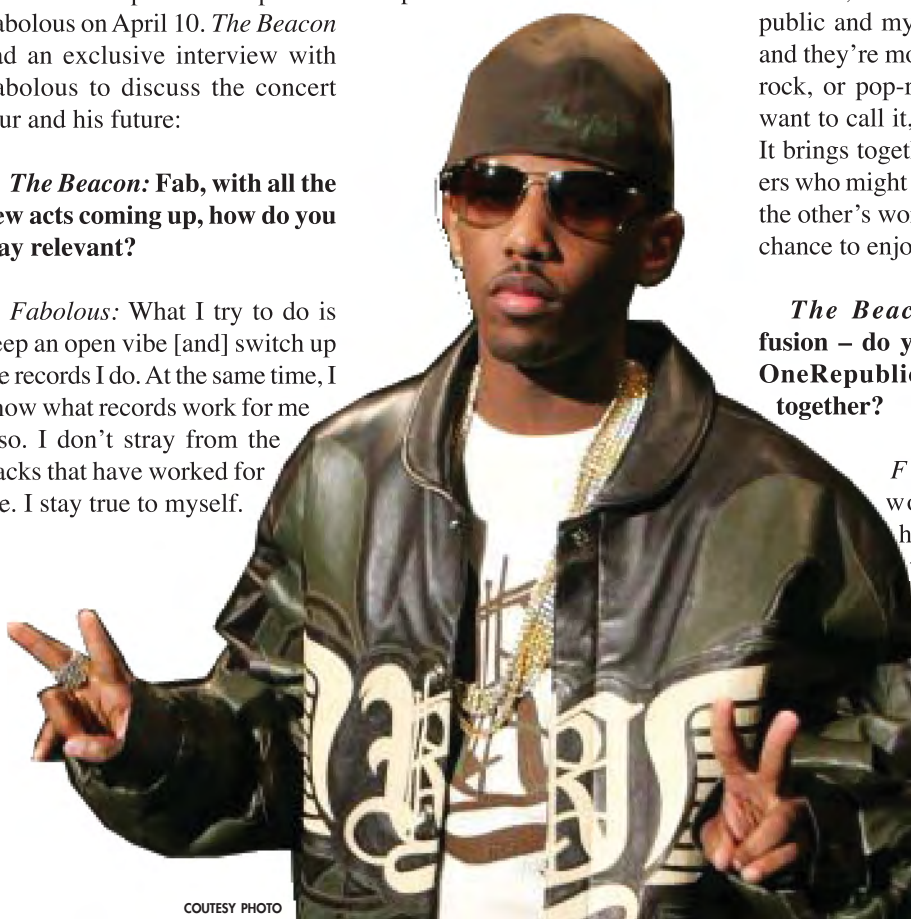 abolous on April 10. The Beacon
ad an exclusive interview with
abolous to discuss the concert
ur and his future:
The Beacon: Fab, with all the
ew acts coming up, how do you
ay relevant?
Fabolous: What I try to do is
eep an open vibe [and] switch up
e records I do. At the same time, I
now what records work for me
so. I don't stray from the
acks that have worked for
e. I stay true to myself.
COUTESY PHOTO
public and my
and they're mo
rock, or pop-r
want to call it,
It brings togeth
ers who might
the other's wo
chance to enjo
The Beac
fusion – do y
OneRepublic
together?
F
wo
h